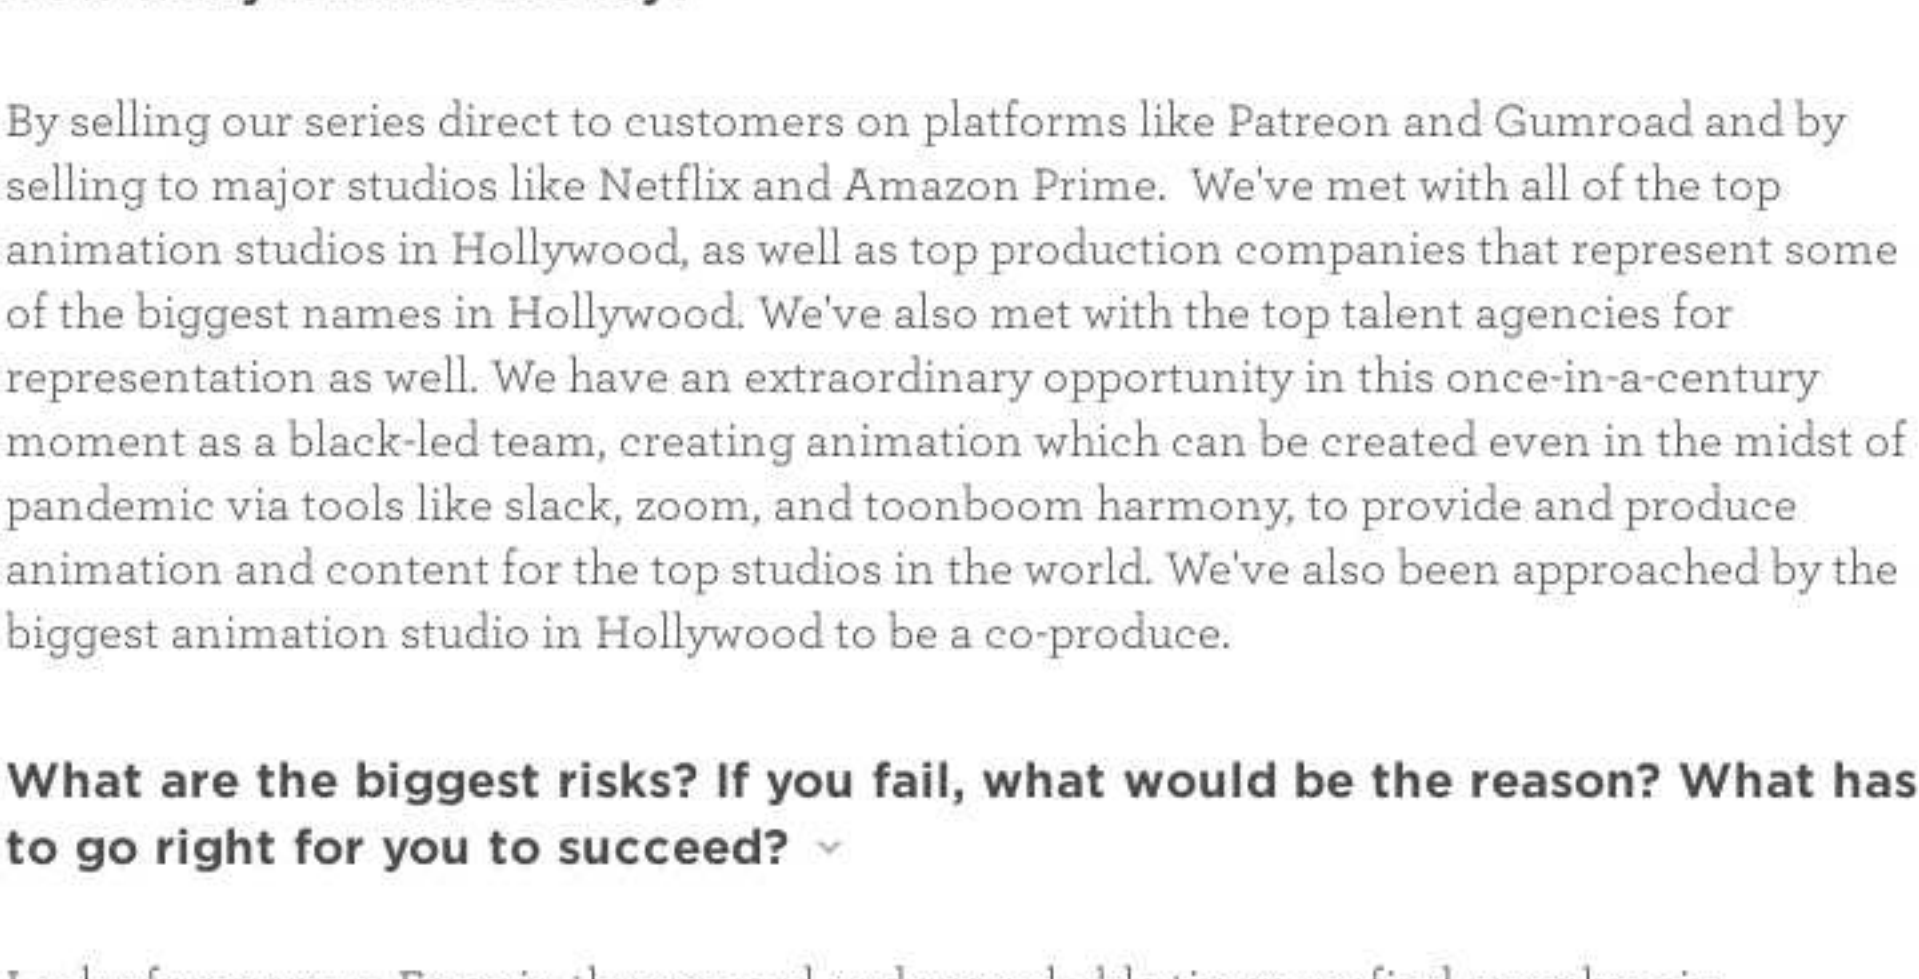 By selling our series direct to customers on platforms like Patreon and Gumroad and by
selling to major studios like Netflix and Amazon Prime.  We've met with all of the top
animation studios in Hollywood, as well as top production companies that represent some
of the biggest names in Hollywood. We've also met with the top talent agencies for
representation as well. We have an extraordinary opportunity in this once-in-a-century
moment as a black-led team, creating animation which can be created even in the midst of
pandemic via tools like slack, zoom, and toonboom harmony, to provide and produce
animation and content for the top studios in the world. We've also been approached by the
biggest animation studio in Hollywood to be a co-produce.
What are the biggest risks? If you fail, what would be the reason? What has
to go right for you to succeed?